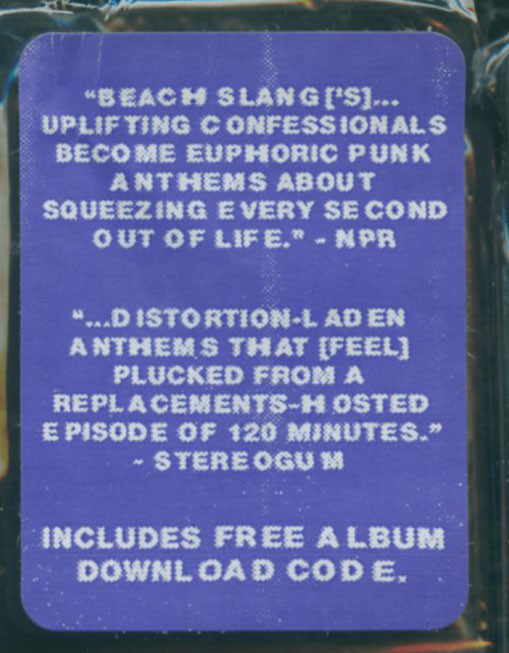 "BEACH SLANG['S]...
UPLIFTING CONFESSIONALS
BECOME EUPHORIC PUNK
ANTHEMS ABOUT
SQUEEZING EVERY SECOND
OUT OF LIFE." - NPR
"...DISTORTION-LADEN
ANTHEMS THAT [FEEL]
PLUCKED FROM A
REPLACEMENTS-HOSTED
EPISODE OF 120 MINUTES."
- STEREOGUM
INCLUDES FREE ALBUM
DOWNLOAD CODE.